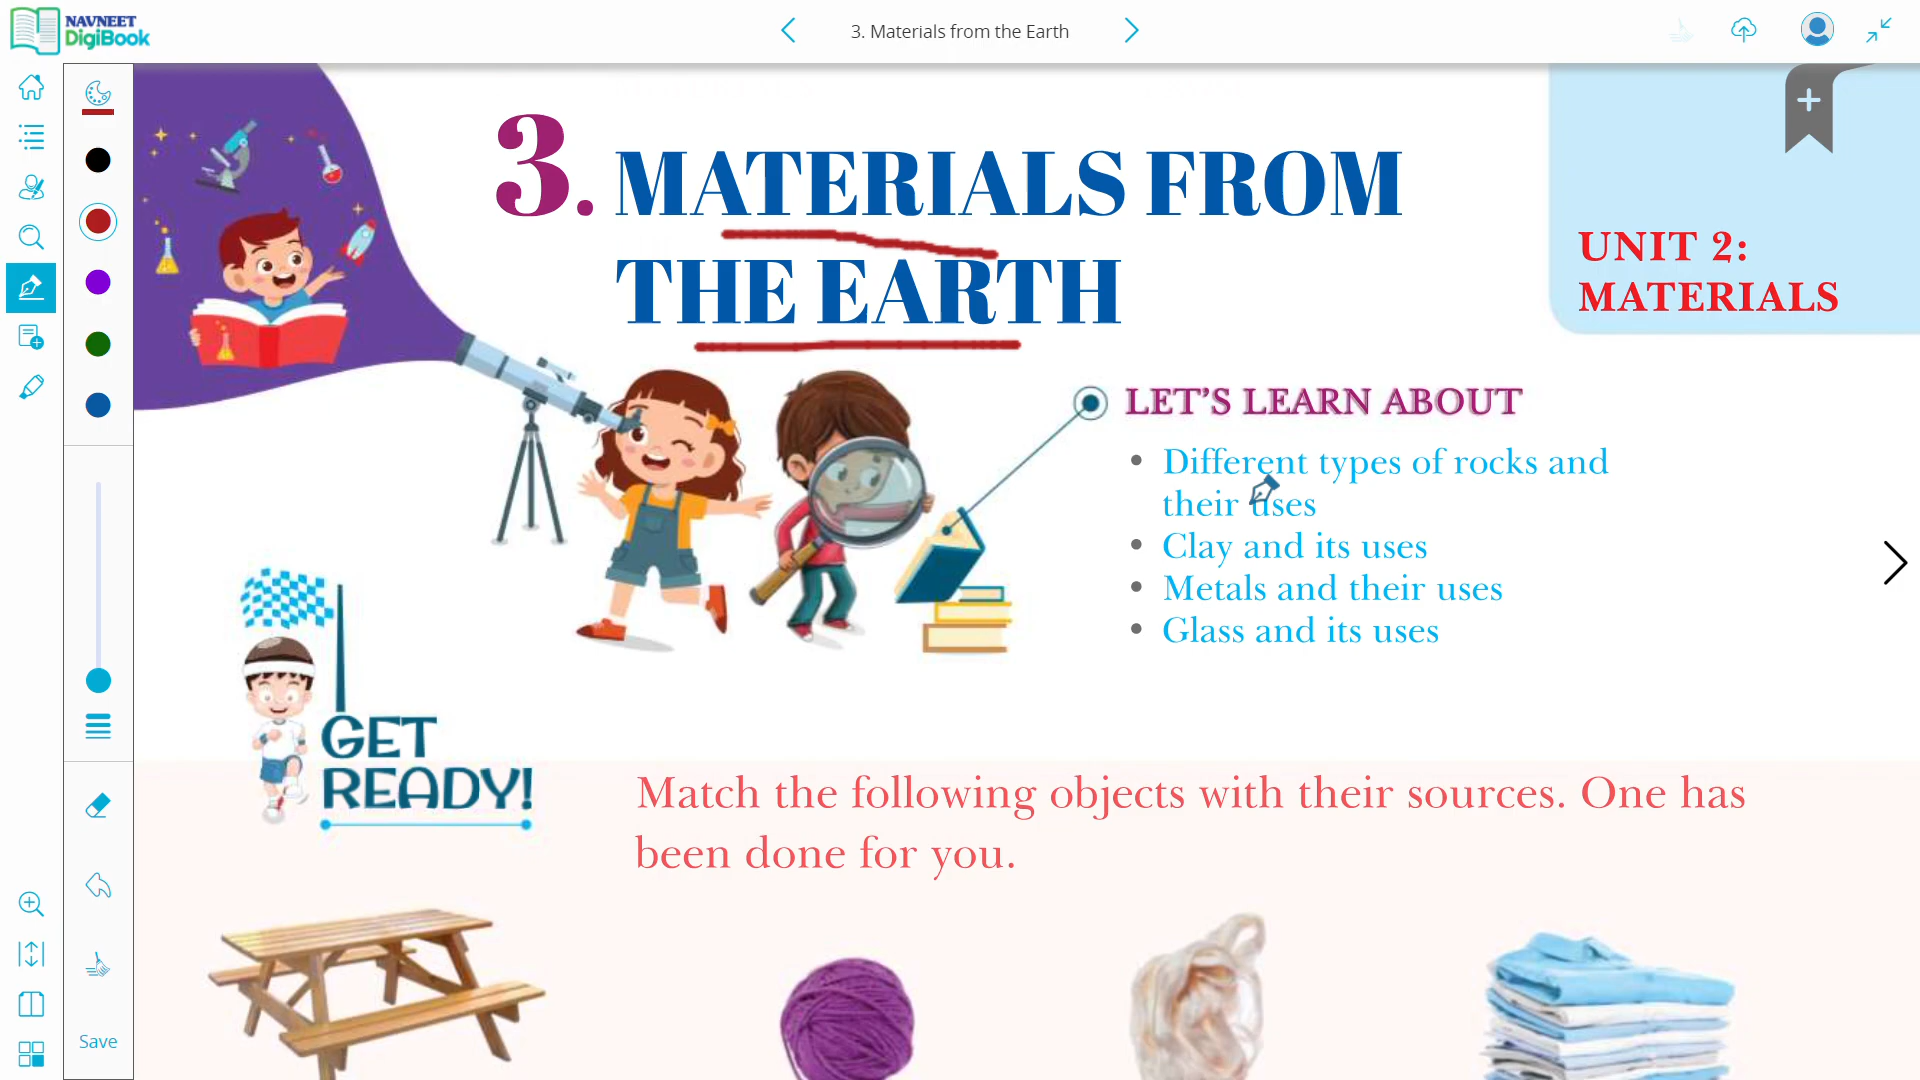 NAVNEET
DigiBook
3. Materials from the Earth
3. MATERIALS FROM
THE EARTH
UNIT 2:
MATERIALS
LET'S LEARN ABOUT
• Different types of rocks and
their uses
• Clay and its uses
• Metals and their uses
• Glass and its uses
GET
READY!
Match the following objects with their sources. One has
been done for you.
Save